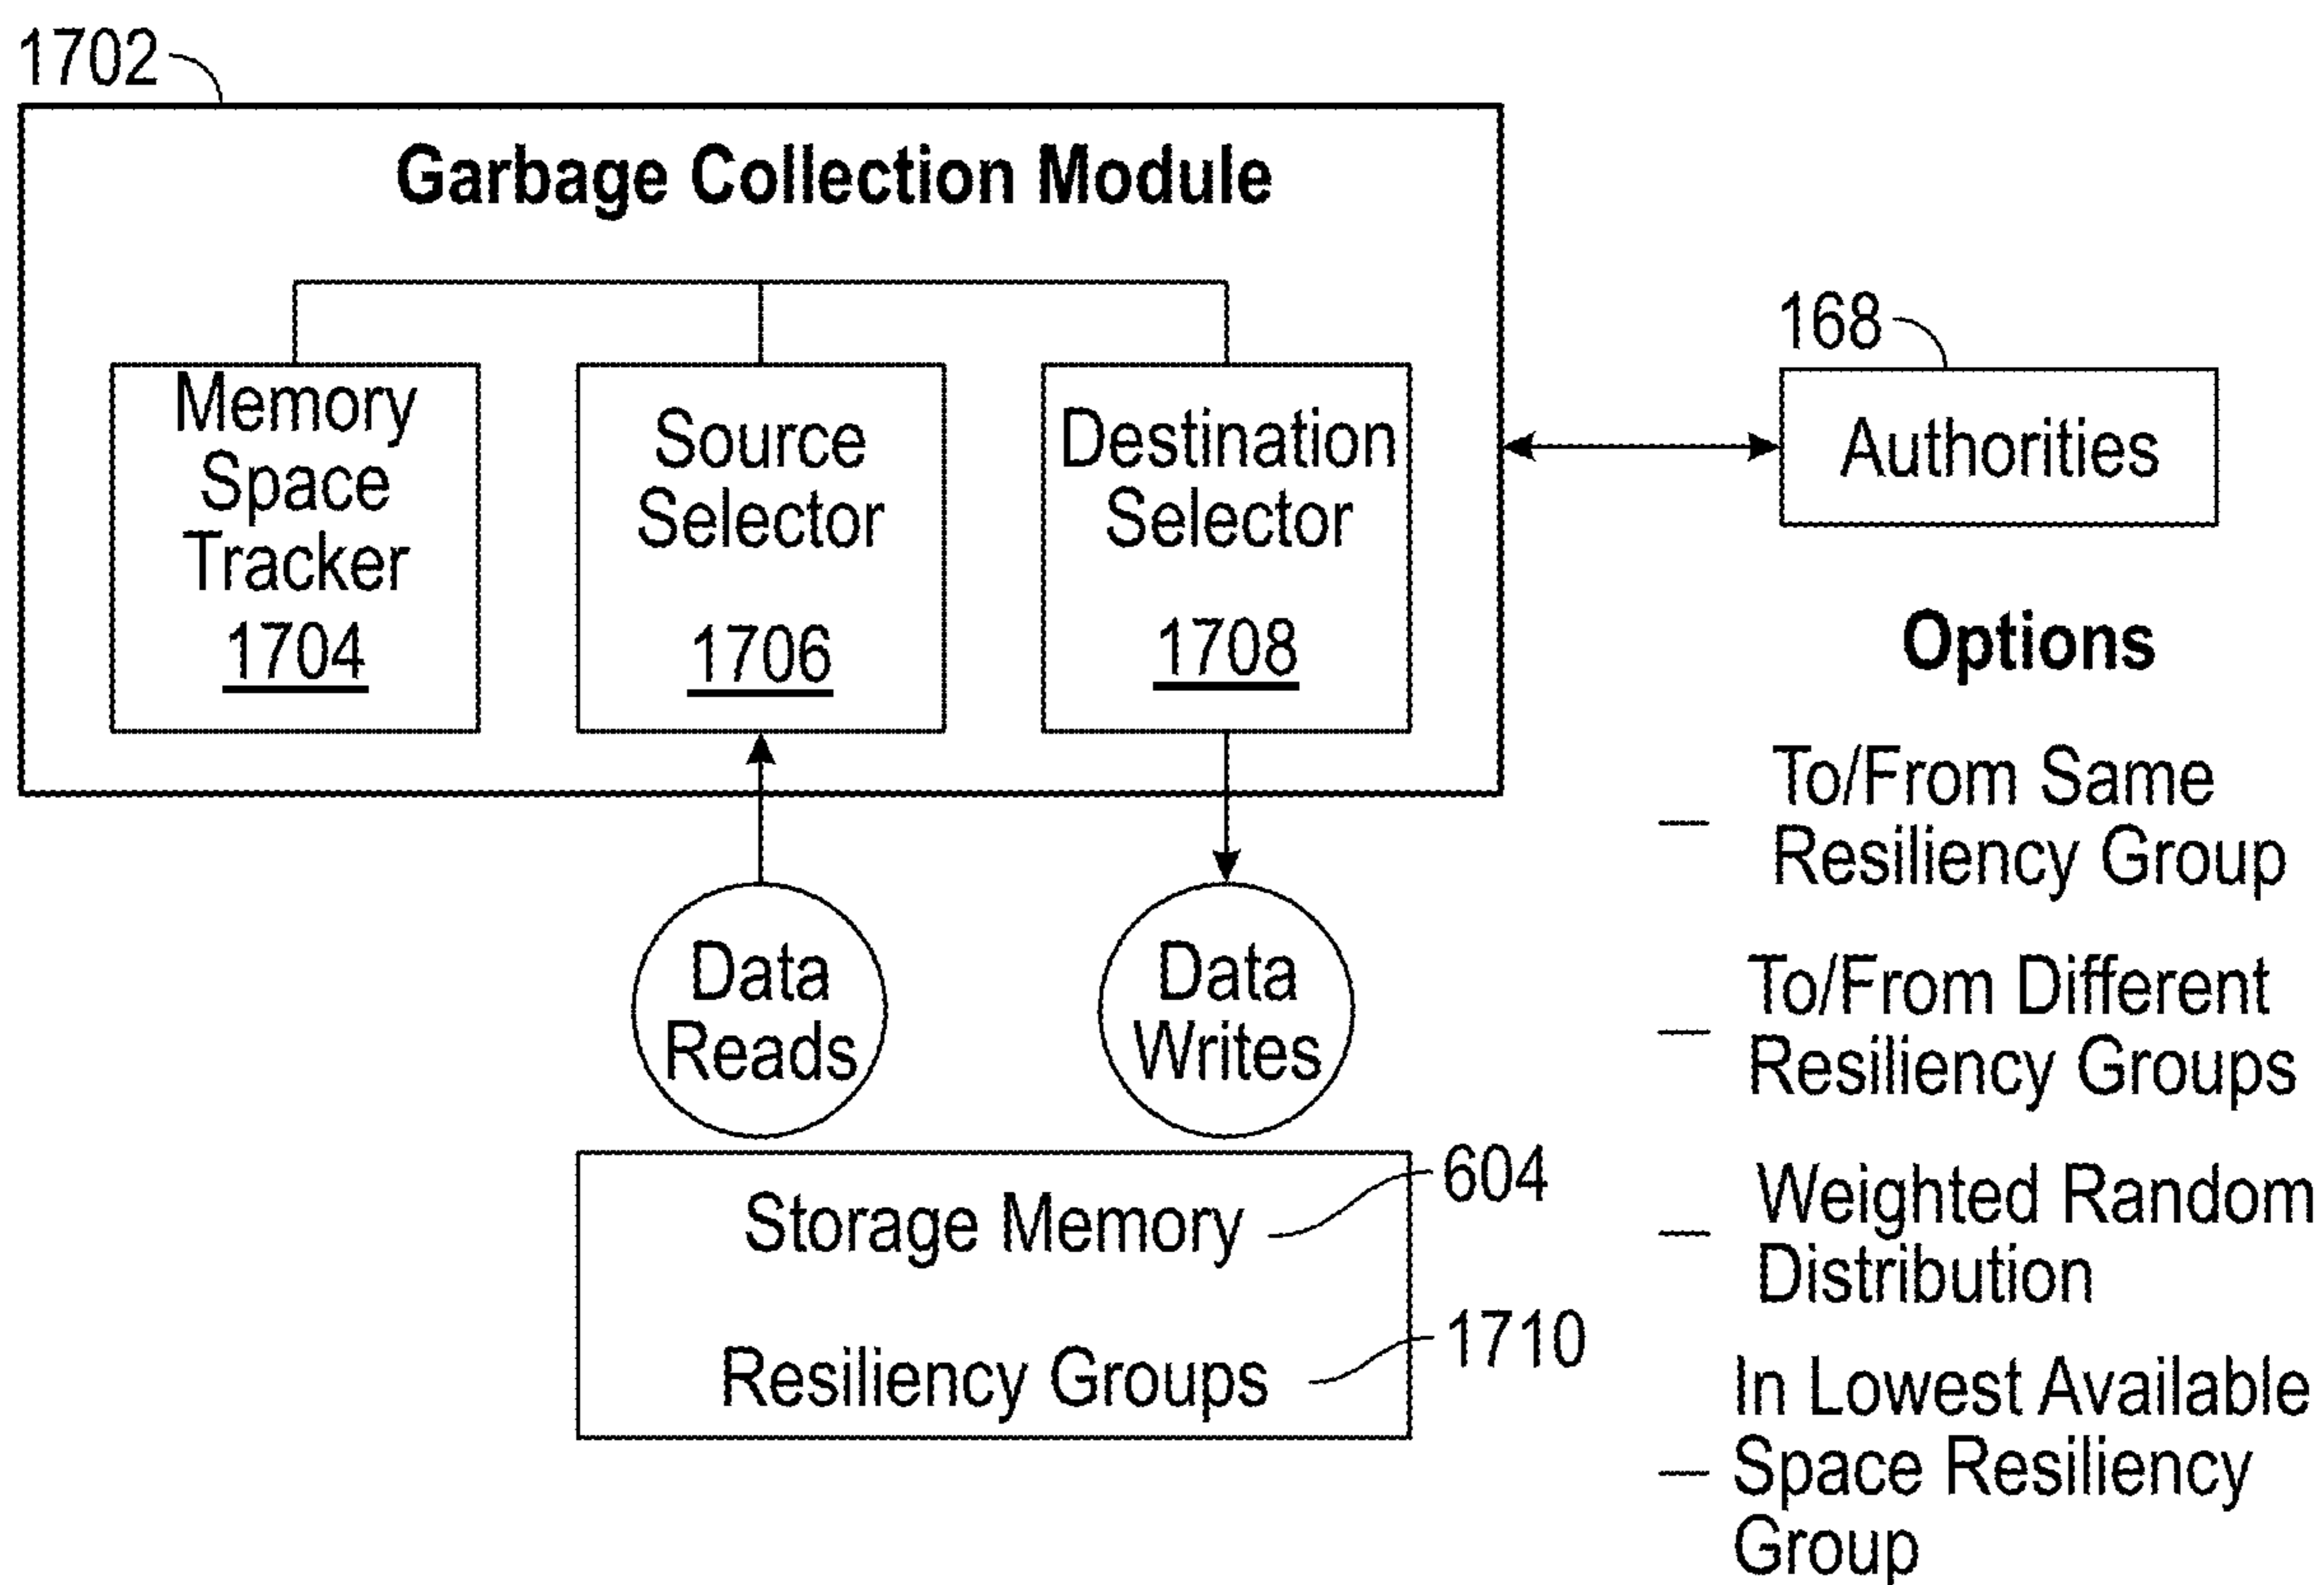 1702
Garbage Collection Module
Memory
Space
Tracker
1704
Source
Selector
1706
Destination
Selector
1708
168
Authorities
Options
— To/From Same
Resiliency Group
— To/From Different
Resiliency Groups
— Weighted Random
Distribution
— In Lowest Available
Space Resiliency
Group
Data
Reads
Data
Writes
Storage Memory
604
Resiliency Groups
1710